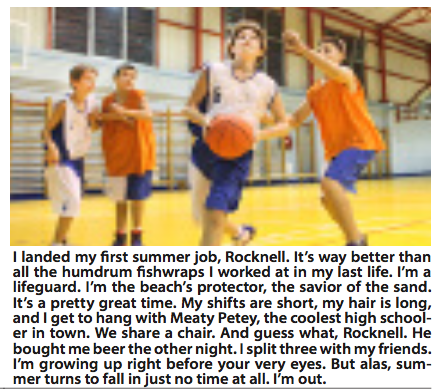 I landed my first summer job, Rocknell. It's way better than
all the humdrum fishwraps I worked at in my last life. I'm a
lifeguard. I'm the beach's protector, the savior of the sand.
It's a pretty great time. My shifts are short, my hair is long,
and I get to hang with Meaty Petey, the coolest high school-
er in town. We share a chair. And guess what, Rocknell. He
bought me beer the other night. I split three with my friends.
I'm growing up right before your very eyes. But alas, sum-
mer turns to fall in just no time at all. I'm out.